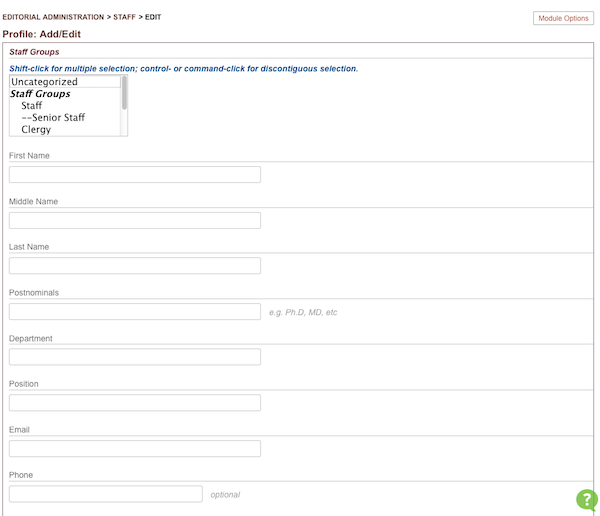 EDITORIAL ADMINISTRATION > STAFF > EDIT
Module Options
Profile: Add/Edit
Staff Groups
Shift-click for multiple selection; control- or command-click for discontiguous selection.
Uncategorized
Staff Groups
Staff
--Senior Staff
Clergy
First Name
Middle Name
Last Name
Postnominals
e.g. Ph.D, MD, etc
Department
Position
Email
Phone
optional
?